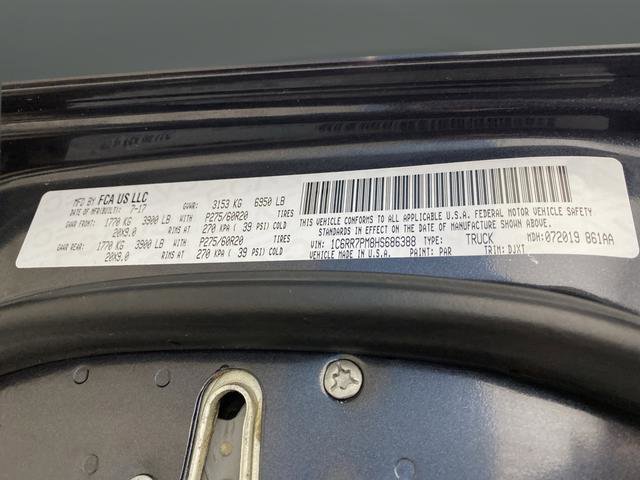 MFD BY FCA US LLC
DATE OF MFR(BUILT): 7-17 GVWR: 3153 KG 6950 LB
GAWR FRONT: 1770 KG 3900 LB WITH P275/60R20 TIRES
20X9.0 RIMS AT 270 KPA ( 39 PSI) COLD
GAWR REAR: 1770 KG 3900 LB WITH P275/60R20 TIRES
20X9.0 RIMS AT 270 KPA ( 39 PSI) COLD
THIS VEHICLE CONFORMS TO ALL APPLICABLE U.S.A. FEDERAL MOTOR VEHICLE SAFETY
STANDARDS IN EFFECT ON THE DATE OF MANUFACTURE SHOWN ABOVE.
VIN: 1C6RR7PM8HS686388 TYPE: TRUCK MDH: 072019 861AA
VEHICLE MADE IN U.S.A. PAINT: PAR TRIM: DJXT